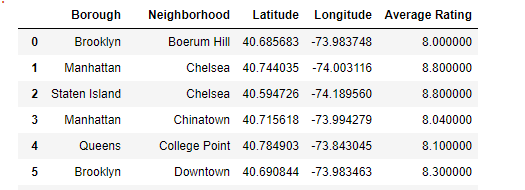 Borough Neighborhood Latitude Longitude Average Rating
0 Brooklyn Boerum Hill 40.685683 -73.983748 8.000000
1 Manhattan Chelsea 40.744035 -74.003116 8.800000
2 Staten Island Chelsea 40.594726 -74.189560 8.800000
3 Manhattan Chinatown 40.715618 -73.994279 8.040000
4 Queens College Point 40.784903 -73.843045 8.100000
5 Brooklyn Downtown 40.690844 -73.983463 8.300000